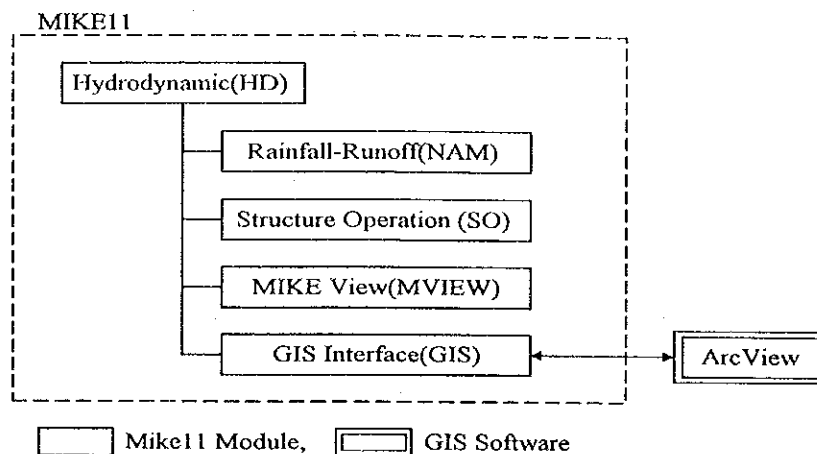 MIKE11
Hydrodynamic(HD)
Rainfall-Runoff(NAM)
Structure Operation (SO)
MIKE View(MVIEW)
GIS Interface(GIS)
ArcView
Mike11 Module, GIS Software